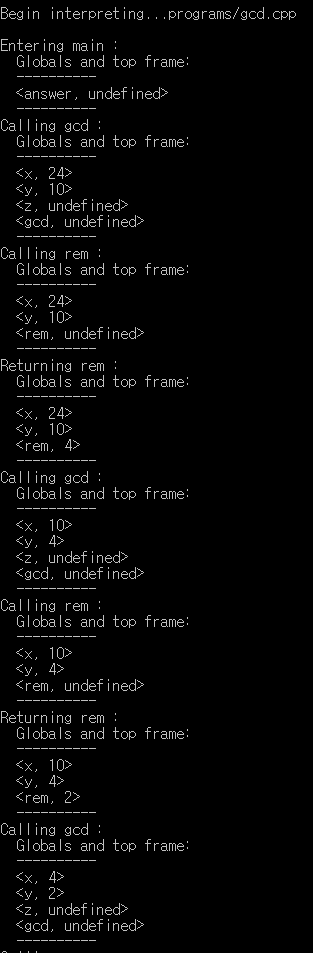 Begin interpreting...programs/gcd.cpp
Entering main :
Globals and top frame:
----------
<answer, undefined>
----------
Calling gcd :
Globals and top frame:
----------
<x, 24>
<y, 10>
<z, undefined>
<gcd, undefined>
----------
Calling rem :
Globals and top frame:
----------
<x, 24>
<y, 10>
<rem, undefined>
----------
Returning rem :
Globals and top frame:
----------
<x, 24>
<y, 10>
<rem, 4>
----------
Calling gcd :
Globals and top frame:
----------
<x, 10>
<y, 4>
<z, undefined>
<gcd, undefined>
----------
Calling rem :
Globals and top frame:
----------
<x, 10>
<y, 4>
<rem, undefined>
----------
Returning rem :
Globals and top frame:
----------
<x, 10>
<y, 4>
<rem, 2>
----------
Calling gcd :
Globals and top frame:
----------
<x, 4>
<y, 2>
<z, undefined>
<gcd, undefined>
----------